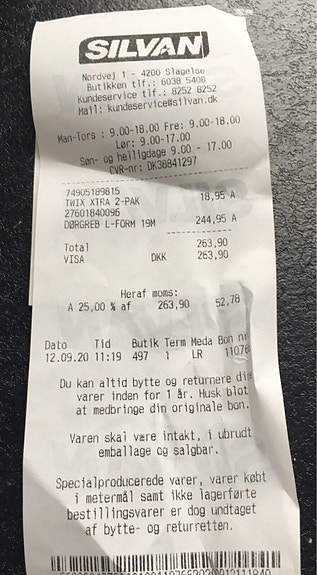 SILVAN
Nordvej 1 - 4200 Slagelse
Butikken tlf.: 6038 5408
Kundeservice tlf.: 8252 8252
Mail: kundeservice@silvan.dk
Man-Tors : 9.00-18.00 Fre: 9.00-18.00
Lør: 9.00-17.00
Søn- og helligdage 9.00 - 17.00
CVR-nr: DK38841297
74905189815
TWIX XTRA 2-PAK 18,95 A
27601840096
DØRGREB L-FORM 19M 244,95 A
Total 263,90
VISA DKK 263,90
Heraf moms:
A 25,00 % af 263,90 52,78
Dato Tid Butik Term Meda Bon nr
12.09.20 11:19 497 1 LR 11076
Du kan altid bytte og returnere dine
varer inden for 1 år. Husk blot
at medbringe din originale bon.
Varen skal være intakt, i ubrudt
emballage og salgbar.
Specialproducerede varer, varer købt
i metermål samt ikke lagerførte
bestillingsvarer er dog undtaget
af bytte- og returretten.